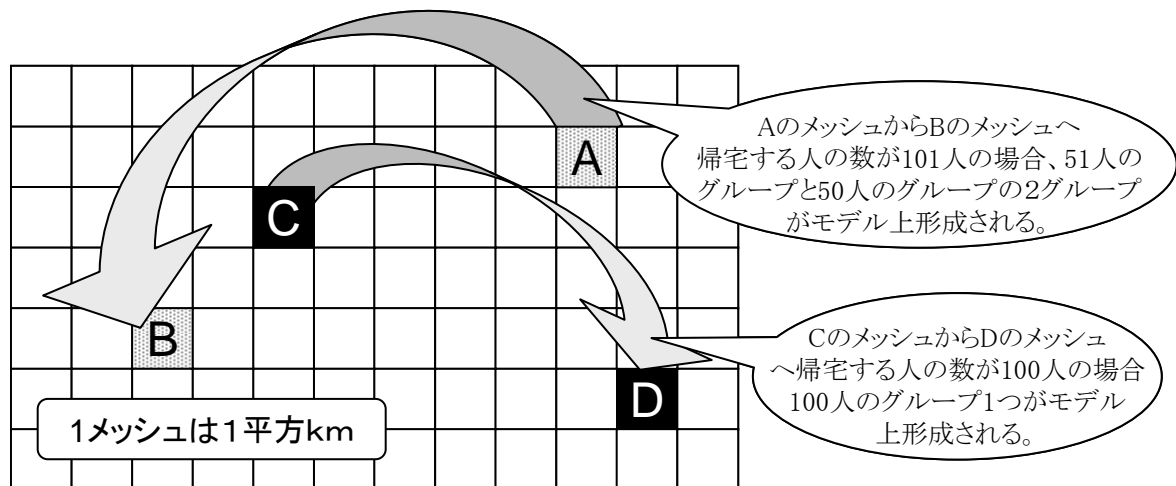 AのメッシュからBのメッシュへ
帰宅する人の数が101人の場合、51人の
グループと50人のグループの2グループ
がモデル上形成される。
A
C
B
CのメッシュからDのメッシュ
へ帰宅する人の数が100人の場合
100人のグループ1つがモデル
上形成される。
D
1メッシュは1平方km